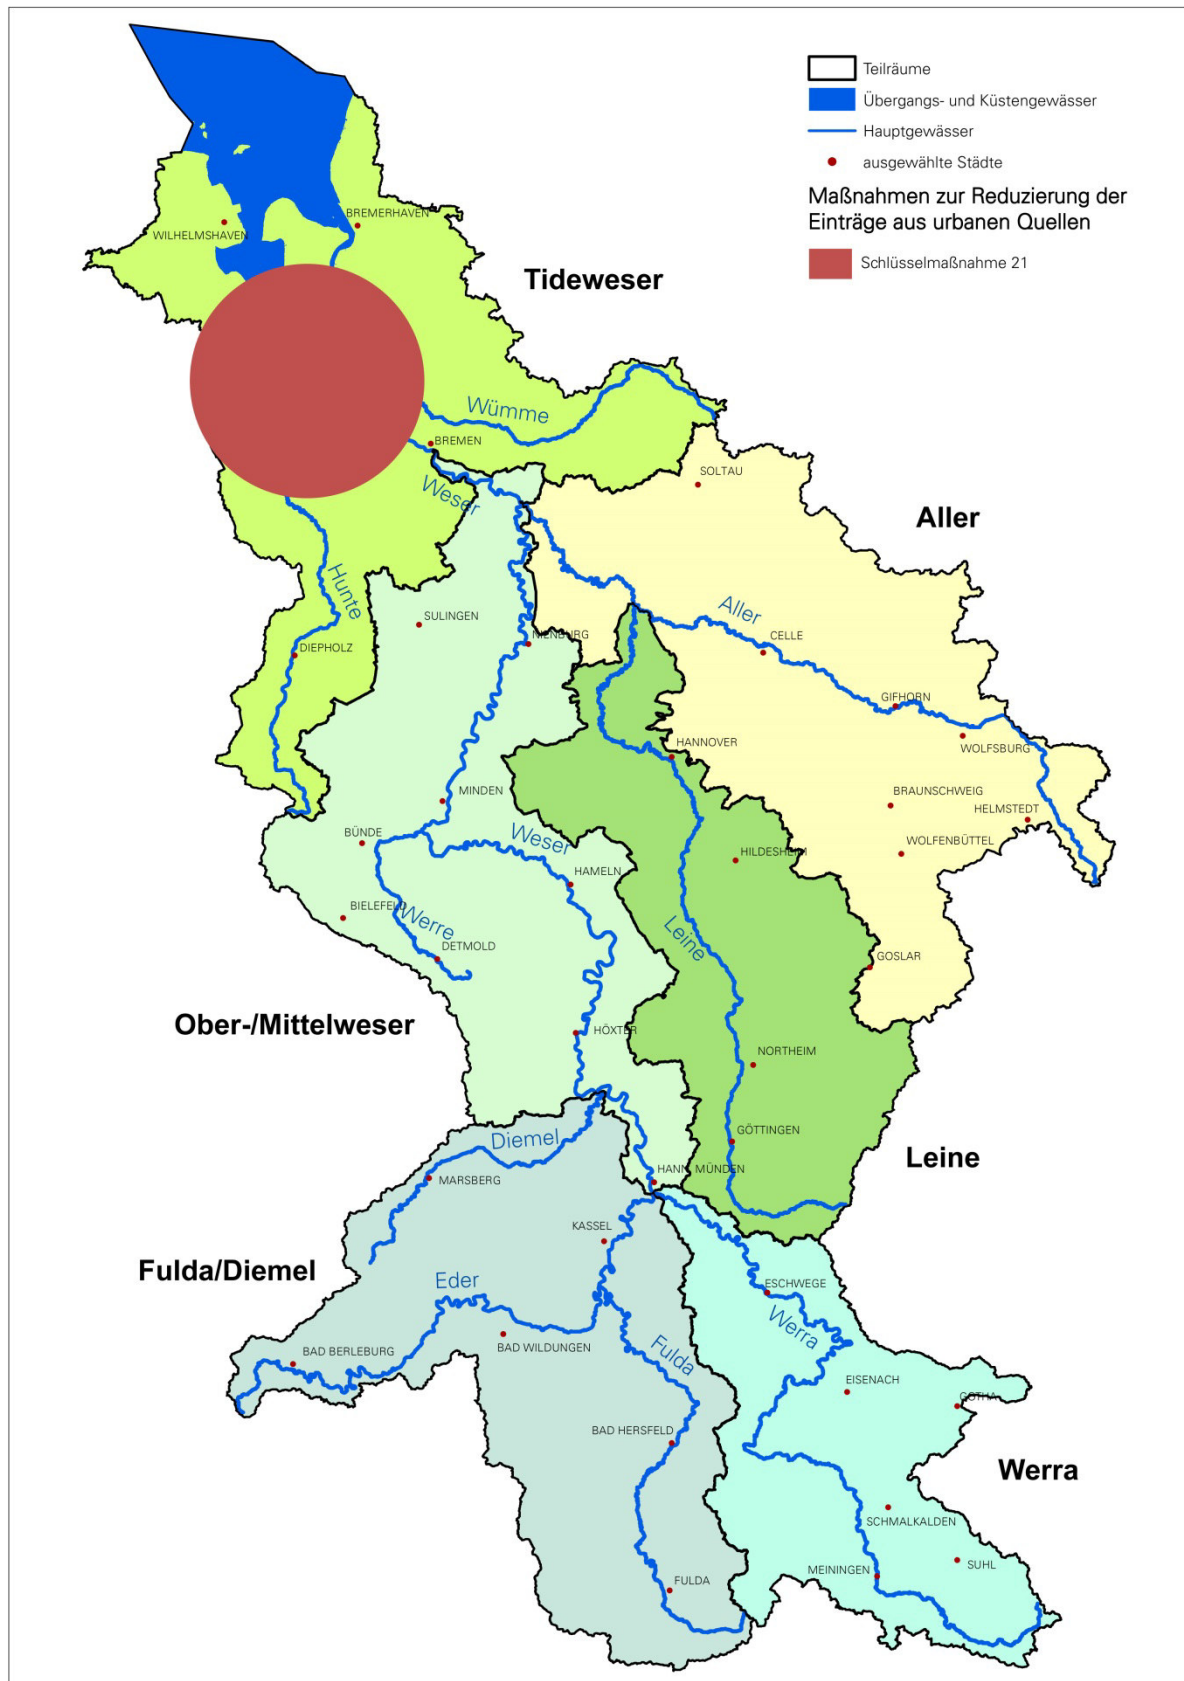 Teilräume
Übergangs- und Küstengewässer
Hauptgewässer
ausgewählte Städte
Maßnahmen zur Reduzierung der
Einträge aus urbanen Quellen
Schlüsselmaßnahme 21
BREMERHAVEN
WILHELMSHAVEN
Tideweser
Wümme
BREMEN
SOLTAU
Weser
Aller
Hunte
Aller
SULINGEN
NIENBURG
CELLE
DIEPHOLZ
GIFHORN
HANNOVER
WOLFSBURG
MINDEN
BRAUNSCHWEIG
HELMSTEDT
BÜNDE
Weser
WOLFENBÜTTEL
HILDESHEIM
HAMELN
BIELEFELD
Werre
Leine
DETMOLD
GOSLAR
Ober-/Mittelweser
HÖXTER
NORTHEIM
GÖTTINGEN
Diemel
Leine
HANN. MÜNDEN
MARSBERG
KASSEL
Fulda/Diemel
Eder
ESCHWEGE
Werra
BAD WILDUNGEN
BAD BERLEBURG
Fulda
EISENACH
GOTHA
BAD HERSFELD
Werra
SCHMALKALDEN
SUHL
MEININGEN
FULDA